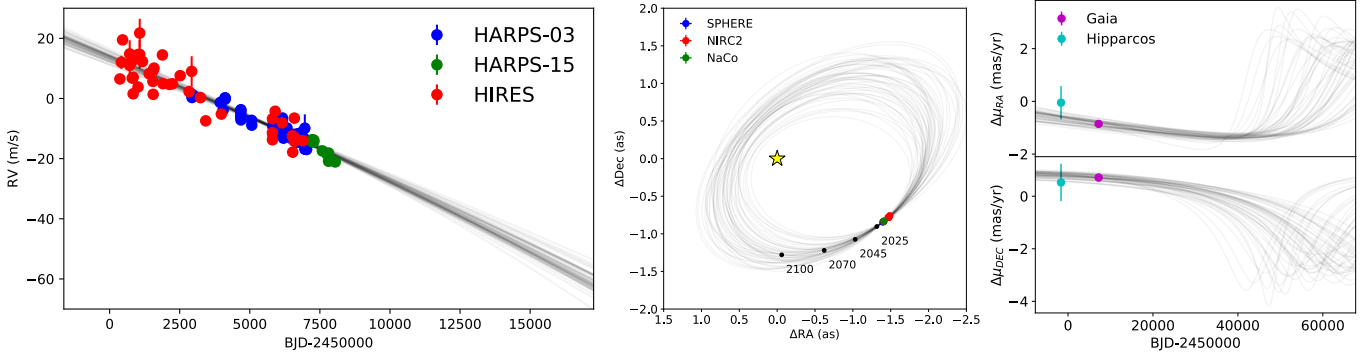 HARPS-03
HARPS-15
HIRES
RV (m/s)
20
0
−20
−40
−60
0
2500
5000
7500
10000
12500
15000
BJD-2450000
SPHERE
NIRC2
NaCo
ΔDec (as)
2.0
1.5
1.0
0.5
0.0
−0.5
−1.0
−1.5
−2.0
2025
2045
2070
2100
1.5
1.0
0.5
0.0
−0.5
−1.0
−1.5
−2.0
−2.5
ΔRA (as)
Gaia
Hipparcos
Δμ_RA (mas/yr)
2
0
−2
Δμ_DEC (mas/yr)
0
−2
−4
0
20000
40000
60000
BJD-2450000